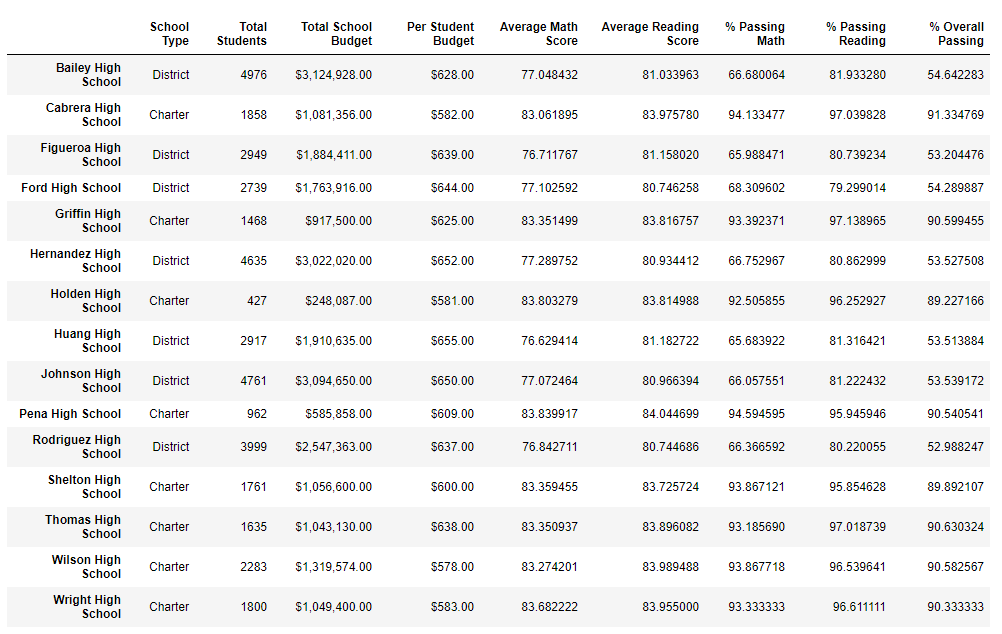 School Type Total Students Total School Budget Per Student Budget Average Math Score Average Reading Score % Passing Math % Passing Reading % Overall Passing
Bailey High School District 4976 $3,124,928.00 $628.00 77.048432 81.033963 66.680064 81.933280 54.642283
Cabrera High School Charter 1858 $1,081,356.00 $582.00 83.061895 83.975780 94.133477 97.039828 91.334769
Figueroa High School District 2949 $1,884,411.00 $639.00 76.711767 81.158020 65.988471 80.739234 53.204476
Ford High School District 2739 $1,763,916.00 $644.00 77.102592 80.746258 68.309602 79.299014 54.289887
Griffin High School Charter 1468 $917,500.00 $625.00 83.351499 83.816757 93.392371 97.138965 90.599455
Hernandez High School District 4635 $3,022,020.00 $652.00 77.289752 80.934412 66.752967 80.862999 53.527508
Holden High School Charter 427 $248,087.00 $581.00 83.803279 83.814988 92.505855 96.252927 89.227166
Huang High School District 2917 $1,910,635.00 $655.00 76.629414 81.182722 65.683922 81.316421 53.513884
Johnson High School District 4761 $3,094,650.00 $650.00 77.072464 80.966394 66.057551 81.222432 53.539172
Pena High School Charter 962 $585,858.00 $609.00 83.839917 84.044699 94.594595 95.945946 90.540541
Rodriguez High School District 3999 $2,547,363.00 $637.00 76.842711 80.744686 66.366592 80.220055 52.988247
Shelton High School Charter 1761 $1,056,600.00 $600.00 83.359455 83.725724 93.867121 95.854628 89.892107
Thomas High School Charter 1635 $1,043,130.00 $638.00 83.350937 83.896082 93.185690 97.018739 90.630324
Wilson High School Charter 2283 $1,319,574.00 $578.00 83.274201 83.989488 93.867718 96.539641 90.582567
Wright High School Charter 1800 $1,049,400.00 $583.00 83.682222 83.955000 93.333333 96.611111 90.333333